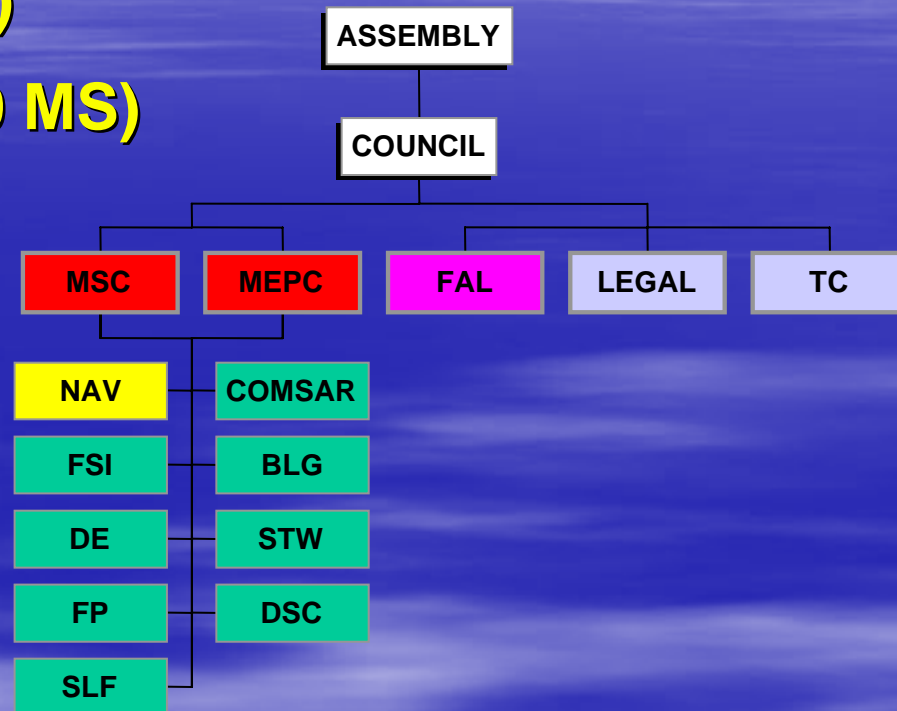 )
MS)
ASSEMBLY
COUNCIL
MSC MEPC FAL LEGAL TC
NAV COMSAR
FSI BLG
DE STW
FP DSC
SLF